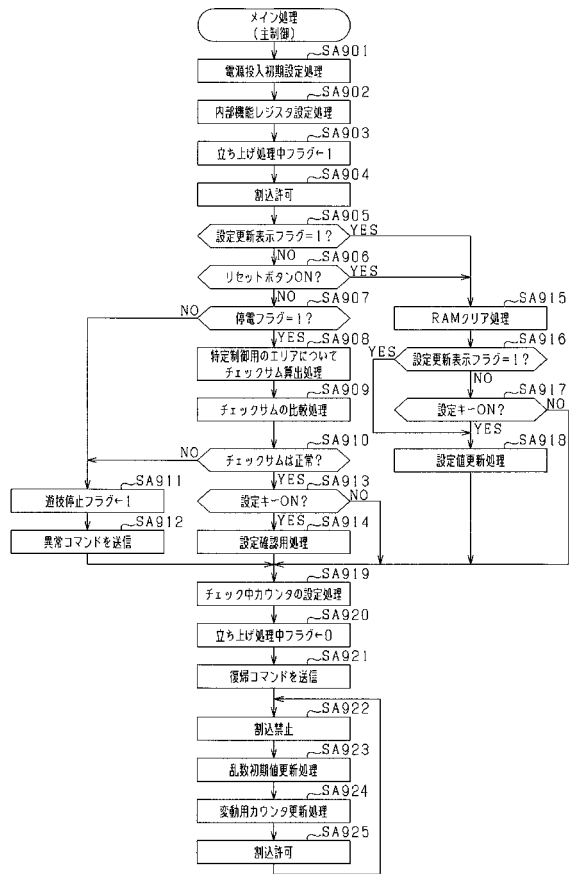 メイン処理
(主制御)
SA901
電源投入初期設定処理
SA902
内部機能レジスタ設定処理
SA903
立ち上げ処理中フラグ←1
SA904
割込許可
SA905
設定更新表示フラグ=1?
YES
NO
SA906
リセットボタンON?
YES
NO
SA907
停電フラグ=1?
NO
YES
SA908
特定制御用のエリアについて
チェックサム算出処理
SA909
チェックサムの比較処理
SA910
チェックサムは正常?
NO
YES
SA911
遊技停止フラグ←1
SA912
異常コマンドを送信
SA913
設定キーON?
NO
YES
SA914
設定確認用処理
SA915
RAMクリア処理
SA916
設定更新表示フラグ=1?
YES
NO
SA917
設定キーON?
NO
YES
SA918
設定値更新処理
SA919
チェック中カウンタの設定処理
SA920
立ち上げ処理中フラグ←0
SA921
復帰コマンドを送信
SA922
割込禁止
SA923
乱数初期値更新処理
SA924
変動用カウンタ更新処理
SA925
割込許可